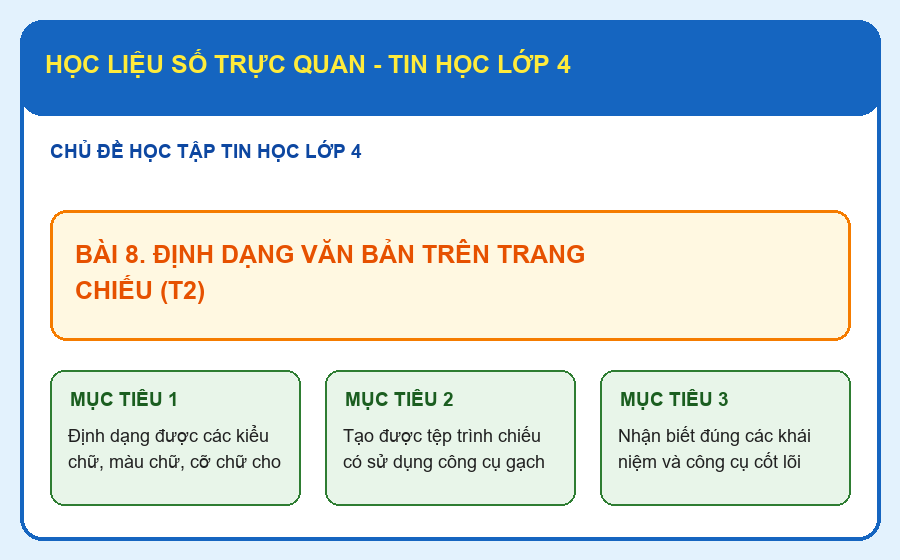 HỌC LIỆU SỐ TRỰC QUAN - TIN HỌC LỚP 4
CHỦ ĐỀ HỌC TẬP TIN HỌC LỚP 4
BÀI 8. ĐỊNH DẠNG VĂN BẢN TRÊN TRANG
CHIẾU (T2)
MỤC TIÊU 1
Định dạng được các kiểu
chữ, màu chữ, cỡ chữ cho
MỤC TIÊU 2
Tạo được tệp trình chiếu
có sử dụng công cụ gạch
MỤC TIÊU 3
Nhận biết đúng các khái
niệm và công cụ cốt lõi